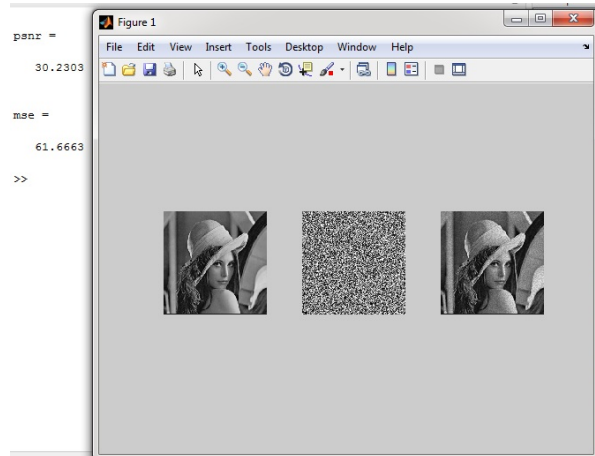 psnr =
30.2303
mse =
61.6663
>>
Figure 1
File Edit View Insert Tools Desktop Window Help